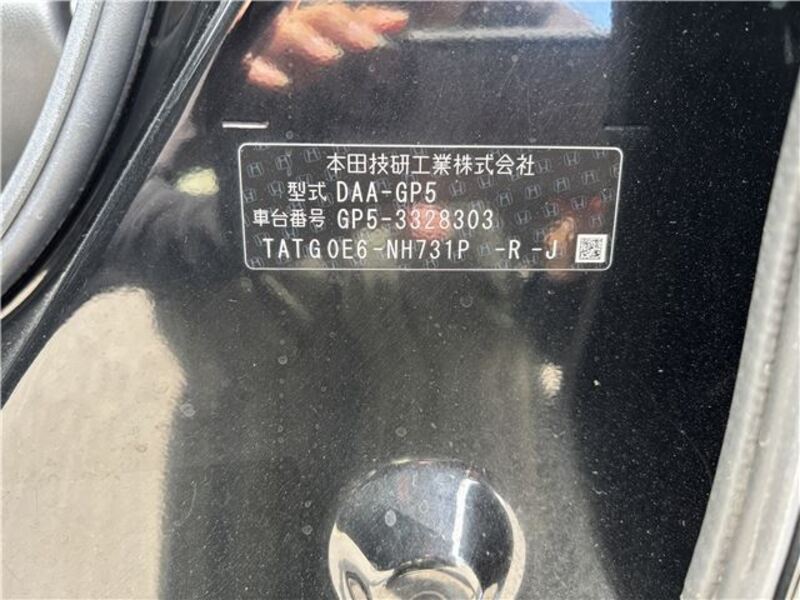 本田技研工業株式会社
型式 DAA-GP5
車台番号 GP5-3328303
TATG0E6-NH731P -R -J